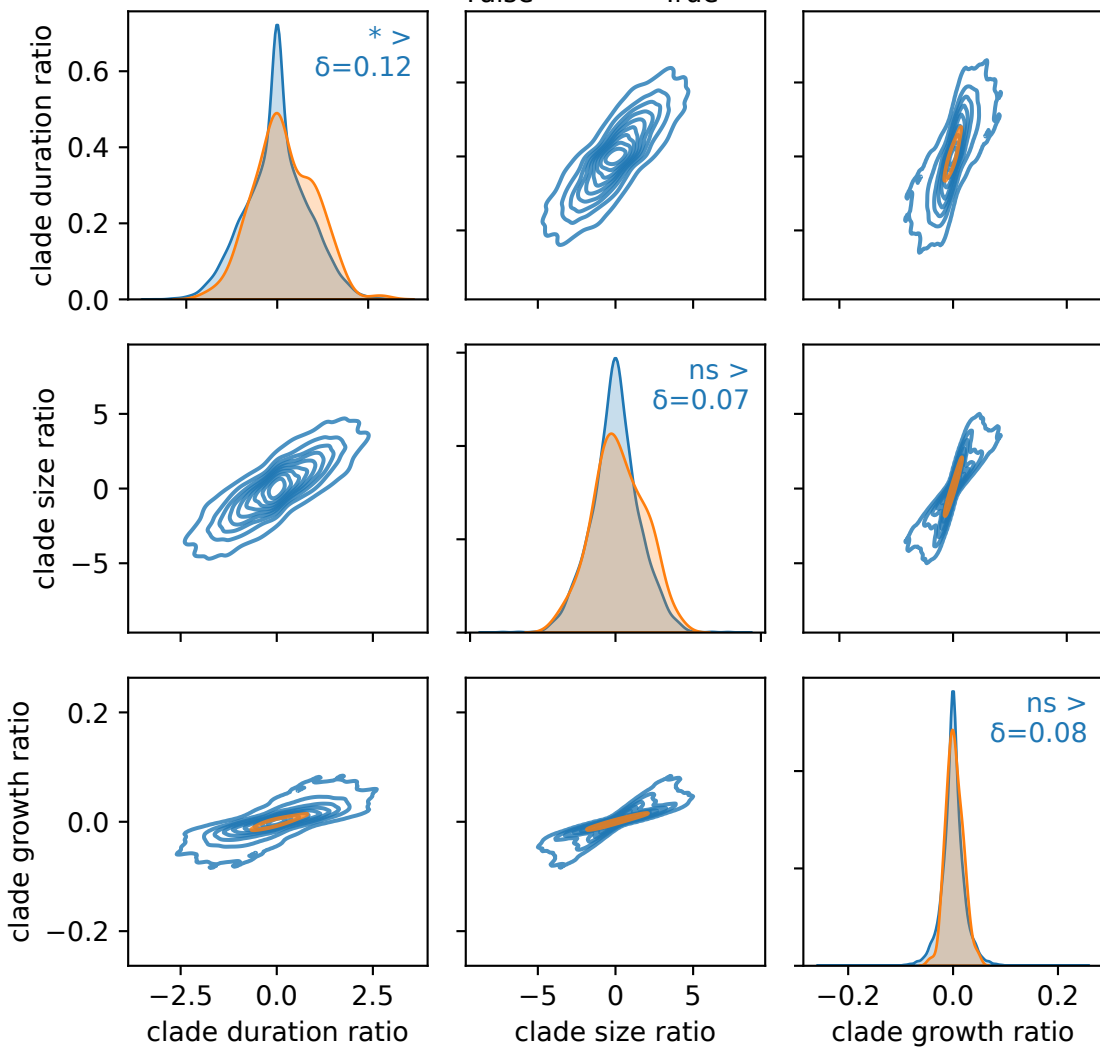 True
clade duration ratio
0.6
0.4
0.2
0.0
* >
δ=0.12
clade size ratio
5
0
−5
ns >
δ=0.07
clade growth ratio
0.2
0.0
−0.2
ns >
δ=0.08
−2.5 0.0 2.5
−5 0 5
−0.2 0.0 0.2
clade duration ratio
clade size ratio
clade growth ratio